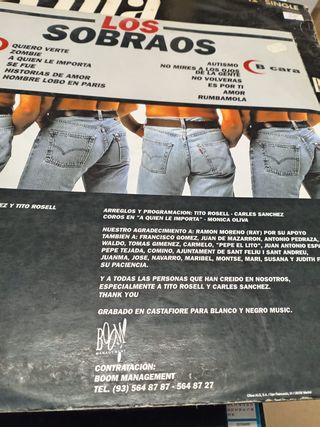 SINGLE
LOS
SOBRAOS
QUIERO VERTE
ZOMBIE
A QUIEN LE IMPORTA
SE FUE
HISTORIAS DE AMOR
HOMBRE LOBO EN PARIS
AUTISMO
NO MIRES A LOS OJOS
DE LA GENTE
NO VOLVERAS
ES POR TI
AMOR
RUMBAMOLA
B cara
EZ Y TITO ROSELL
ARREGLOS Y PROGRAMACION: TITO ROSELL - CARLES SANCHEZ
COROS EN "A QUIEN LE IMPORTA" - MONICA OLIVA
NUESTRO AGRADECIMIENTO A: RAMON MORENO (RAY) POR SU APOYO
TAMBIEN A: FRANCISCO GOMEZ, JUAN DE MAZARRON, ANTONIO PEDRAZA,
WALDO, TOMAS GIMENEZ, CARMELO, "PEPE EL LITO", JUAN ANTONIO ESPA
PEPE TEJADA, COMINO, AJUNTAMENT DE SANT FELIU I SANT ANDREU,
JUANMA, JOSE, NAVARRO, MARIBEL, MONTSE, MARI, SUSANA Y JUDITH P
SU PACIENCIA.
Y A TODAS LAS PERSONAS QUE HAN CREIDO EN NOSOTROS,
ESPECIALMENTE A TITO ROSELL Y CARLES SANCHEZ.
THANK YOU
GRABADO EN CASTAFIORE PARA BLANCO Y NEGRO MUSIC.
BOOM
MANAGEMENT
CONTRATACIÓN:
BOOM MANAGEMENT
TEL. (93) 564 87 87 - 564 87 27